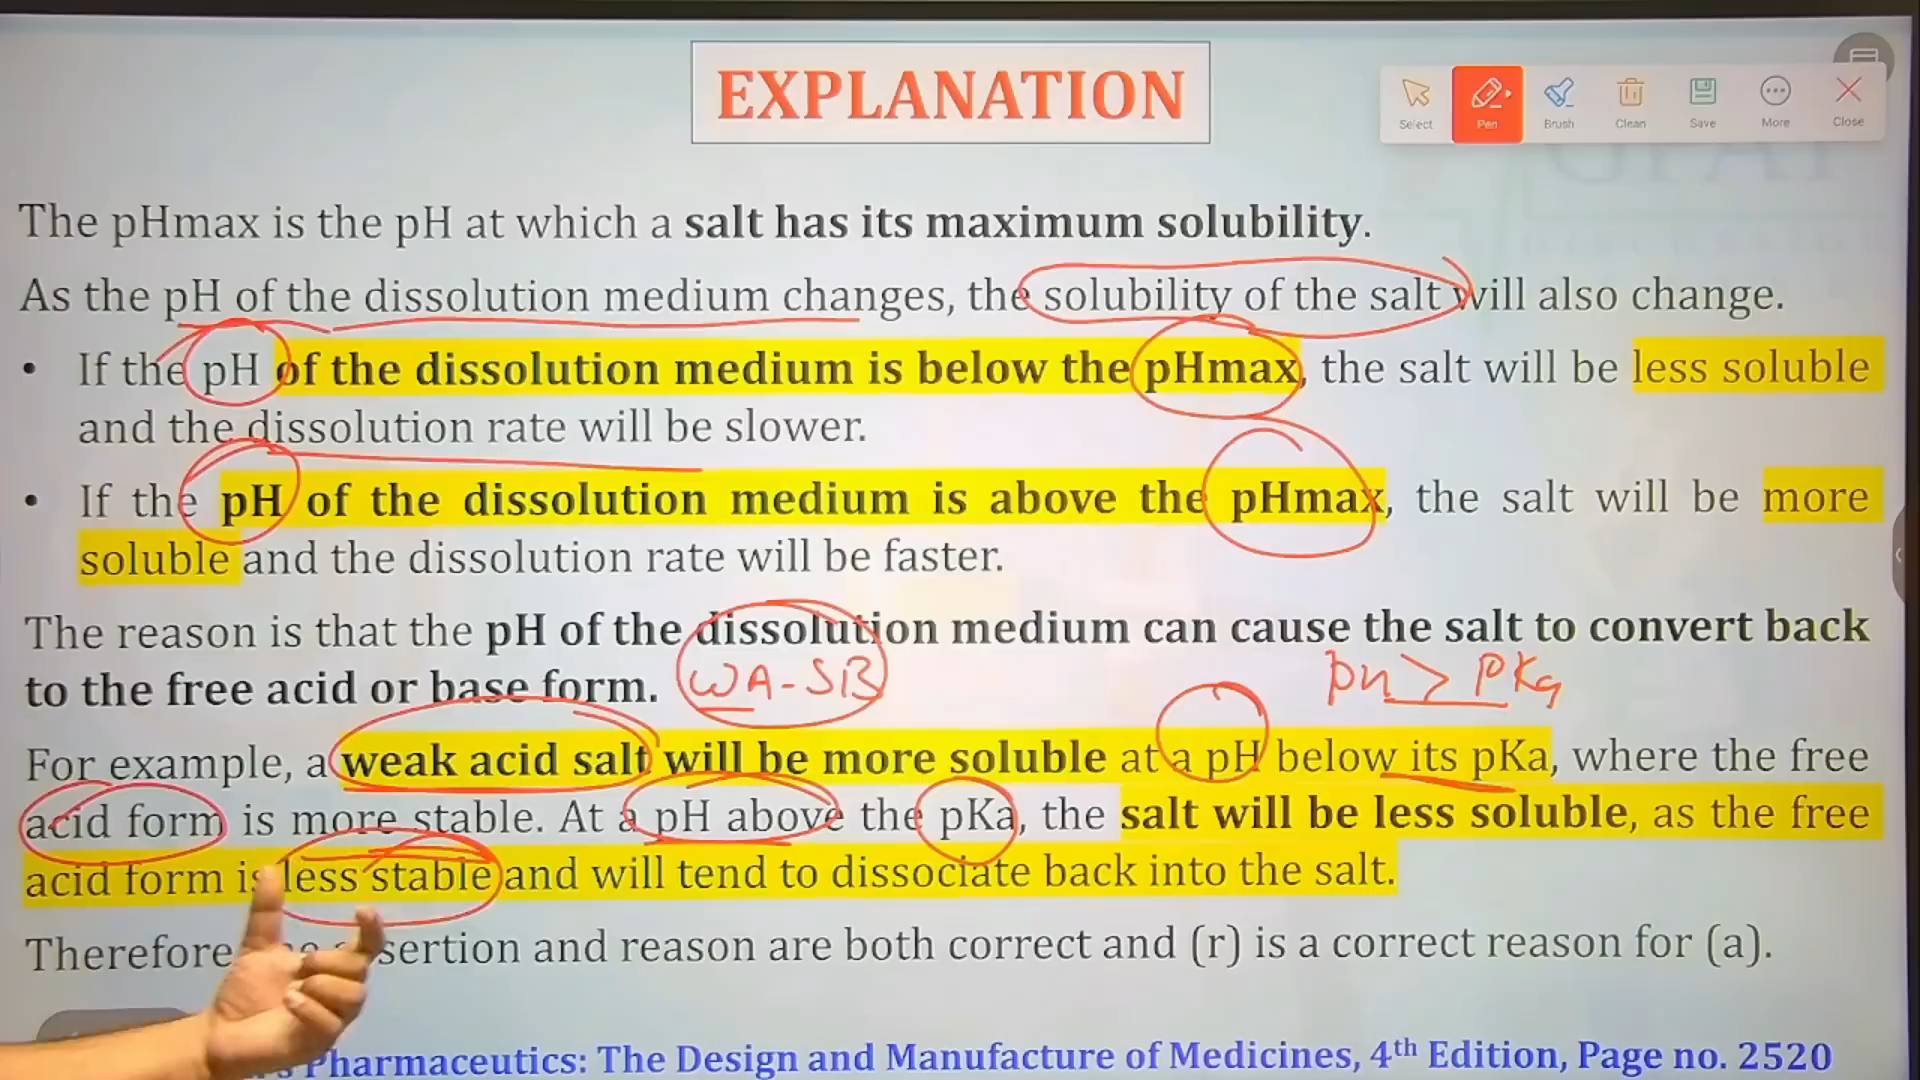 EXPLANATION
Select Pen Brush Clean Save More Close
The pHmax is the pH at which a salt has its maximum solubility.
As the pH of the dissolution medium changes, the solubility of the salt will also change.
• If the pH of the dissolution medium is below the pHmax, the salt will be less soluble
and the dissolution rate will be slower.
• If the pH of the dissolution medium is above the pHmax, the salt will be more
soluble and the dissolution rate will be faster.
The reason is that the pH of the dissolution medium can cause the salt to convert back
to the free acid or base form.
WA-SB
pH > pKa
For example, a weak acid salt will be more soluble at a pH below its pKa, where the free
acid form is more stable. At a pH above the pKa, the salt will be less soluble, as the free
acid form is less stable and will tend to dissociate back into the salt.
Therefore assertion and reason are both correct and (r) is a correct reason for (a).
Pharmaceutics: The Design and Manufacture of Medicines, 4th Edition, Page no. 2520